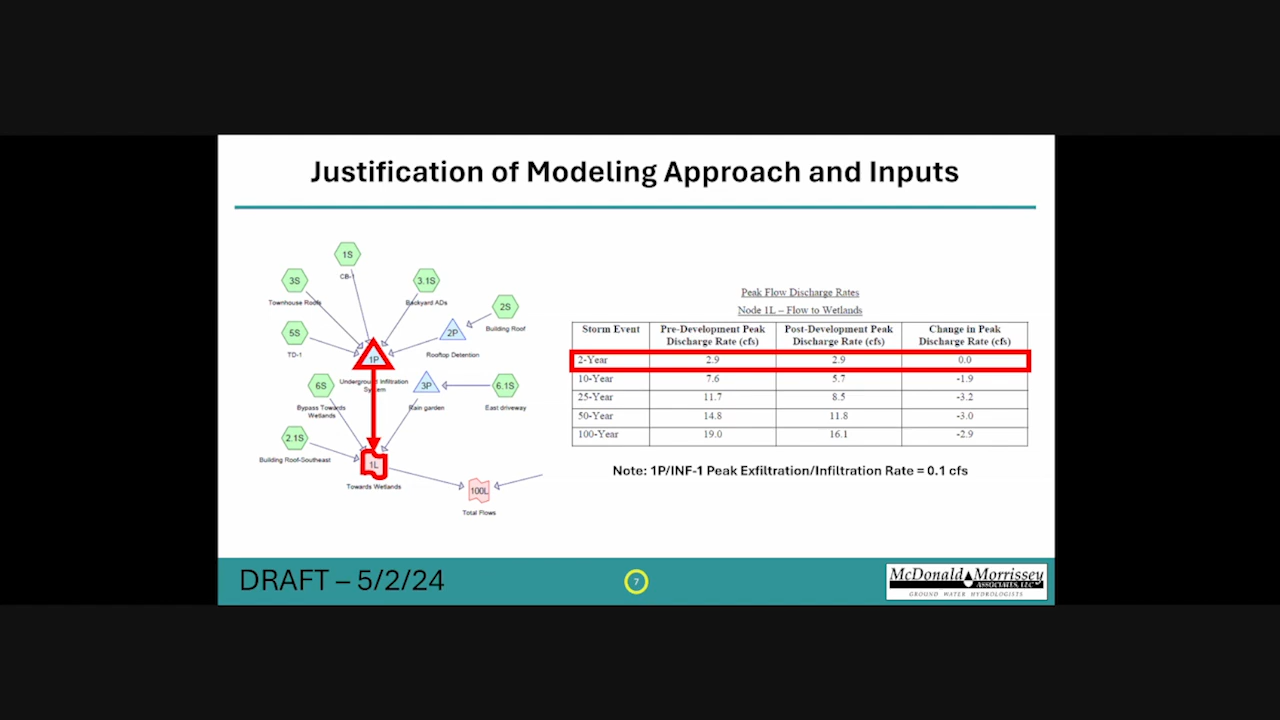 Justification of Modeling Approach and Inputs
1S
CB-1
3S
Townhouse Roofs
3.1S
Backyard ADs
2S
Building Roof
5S
TD-1
2P
Rooftop Detention
1P
Underground Infiltration
System
6S
Bypass Towards
Wetlands
3P
Rain garden
6.1S
East driveway
2.1S
Building Roof-Southeast
1L
Towards Wetlands
100L
Total Flows
Peak Flow Discharge Rates
Node 1L – Flow to Wetlands
Storm Event Pre-Development Peak Discharge Rate (cfs) Post-Development Peak Discharge Rate (cfs) Change in Peak Discharge Rate (cfs)
2-Year 2.9 2.9 0.0
10-Year 7.6 5.7 -1.9
25-Year 11.7 8.5 -3.2
50-Year 14.8 11.8 -3.0
100-Year 19.0 16.1 -2.9
Note: 1P/INF-1 Peak Exfiltration/Infiltration Rate = 0.1 cfs
DRAFT – 5/2/24
7
McDonald Morrissey
ASSOCIATES, LLC
GROUND WATER HYDROLOGISTS